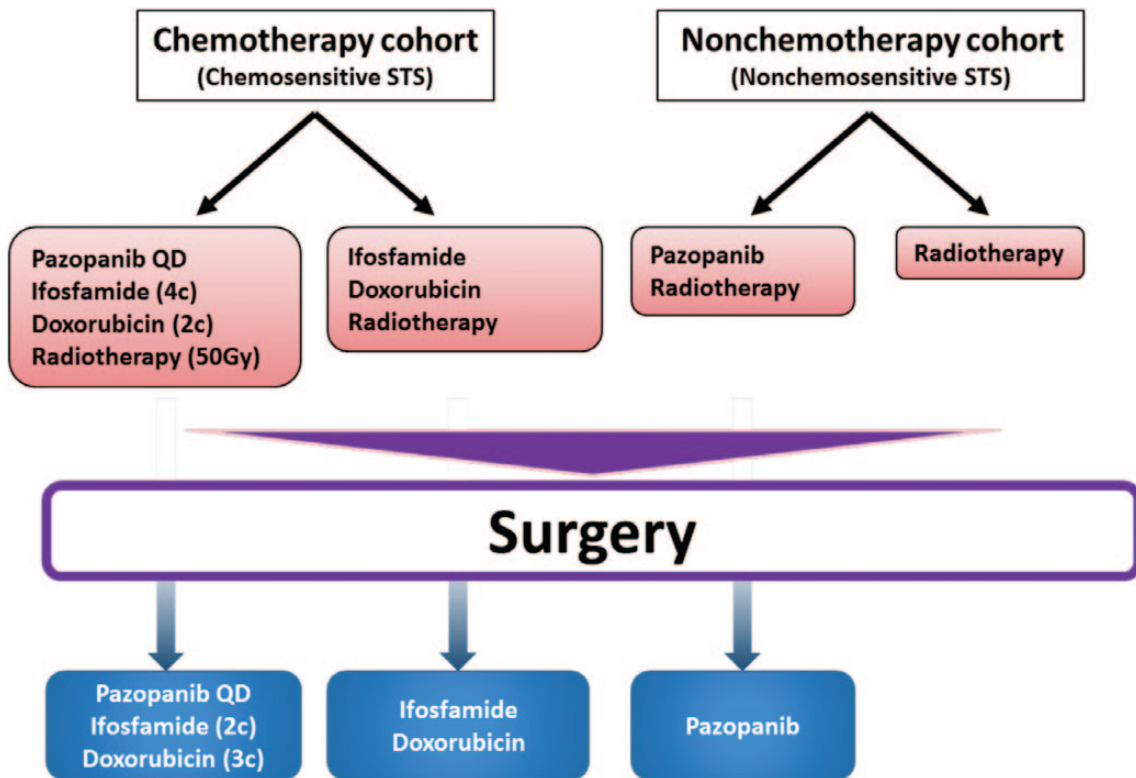 Chemotherapy cohort
(Chemosensitive STS)
Nonchemotherapy cohort
(Nonchemosensitive STS)
Pazopanib QD
Ifosfamide (4c)
Doxorubicin (2c)
Radiotherapy (50Gy)
Ifosfamide
Doxorubicin
Radiotherapy
Pazopanib
Radiotherapy
Radiotherapy
Surgery
Pazopanib QD
Ifosfamide (2c)
Doxorubicin (3c)
Ifosfamide
Doxorubicin
Pazopanib